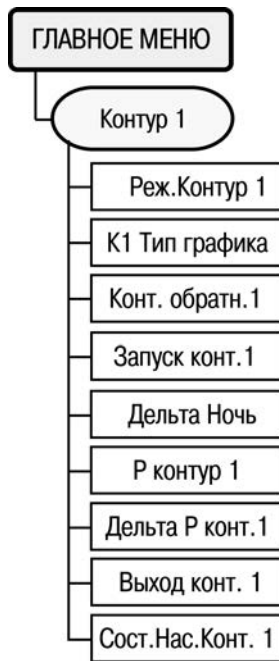 ГЛАВНОЕ МЕНЮ
Контур 1
Реж.Контур 1
К1 Тип графика
Конт. обратн.1
Запуск конт.1
Дельта Ночь
Р контур 1
Дельта Р конт.1
Выход конт. 1
Сост.Нас.Конт. 1